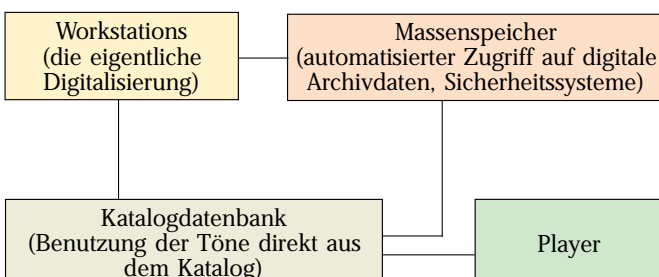 Workstations
(die eigentliche
Digitalisierung)
Massenspeicher
(automatisierter Zugriff auf digitale
Archivdaten, Sicherheitssysteme)
Katalogdatenbank
(Benutzung der Töne direkt aus
dem Katalog)
Player